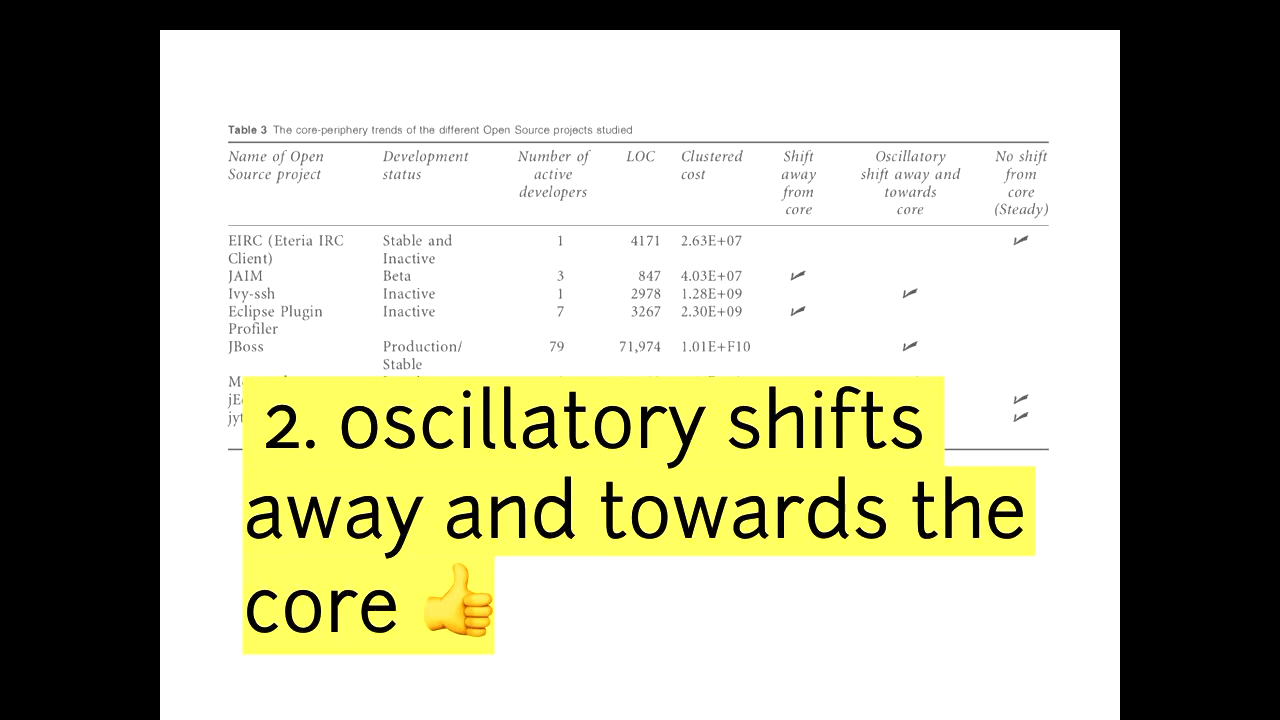 Table 3 The core-periphery trends of the different Open Source projects studied
Name of Open Development Number of LOC Clustered Shift Oscillatory No shift
Source project status active cost away shift away and from
developers from towards core
core core (Steady)
EIRC (Eteria IRC Stable and 1 4171 2.63E+07 ✓
Client) Inactive
JAIM Beta 3 847 4.03E+07 ✓
Ivy-ssh Inactive 1 2978 1.28E+09 ✓
Eclipse Plugin Inactive 7 3267 2.30E+09 ✓
Profiler
JBoss Production/ 79 71,974 1.01E+F10 ✓
Stable
✓
✓
2. oscillatory shifts
away and towards the
core 👍